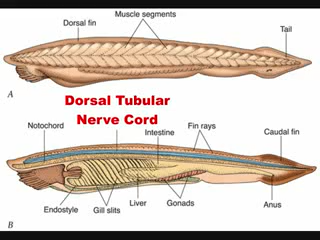 Muscle segments
Dorsal fin
Tail
A
Dorsal Tubular
Nerve Cord
Notochord
Intestine
Fin rays
Caudal fin
Endostyle
Gill slits
Liver
Gonads
Anus
B